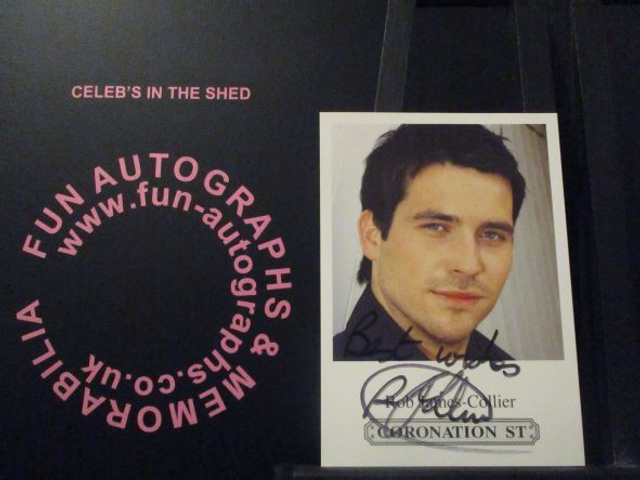 CELEB'S IN THE SHED
FUN AUTOGRAPHS & MEMORABILIA
www.fun-autographs.co.uk
Best wishes
Rob James-Collier
CORONATION ST